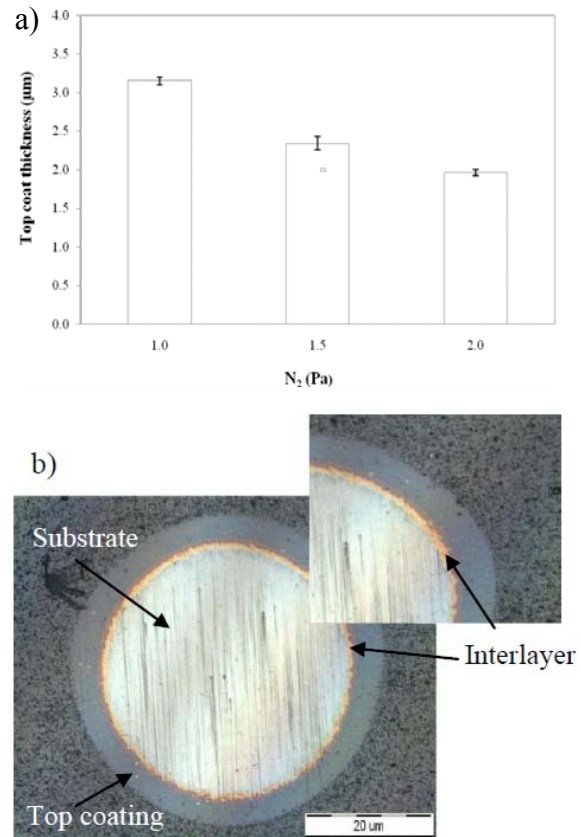 a)
4.0
3.5
3.0
2.5
2.0
1.5
1.0
0.5
0.0
Top coat thickness (µm)
1.0 1.5 2.0
N₂ (Pa)
b)
Substrate
Interlayer
Top coating
20 um